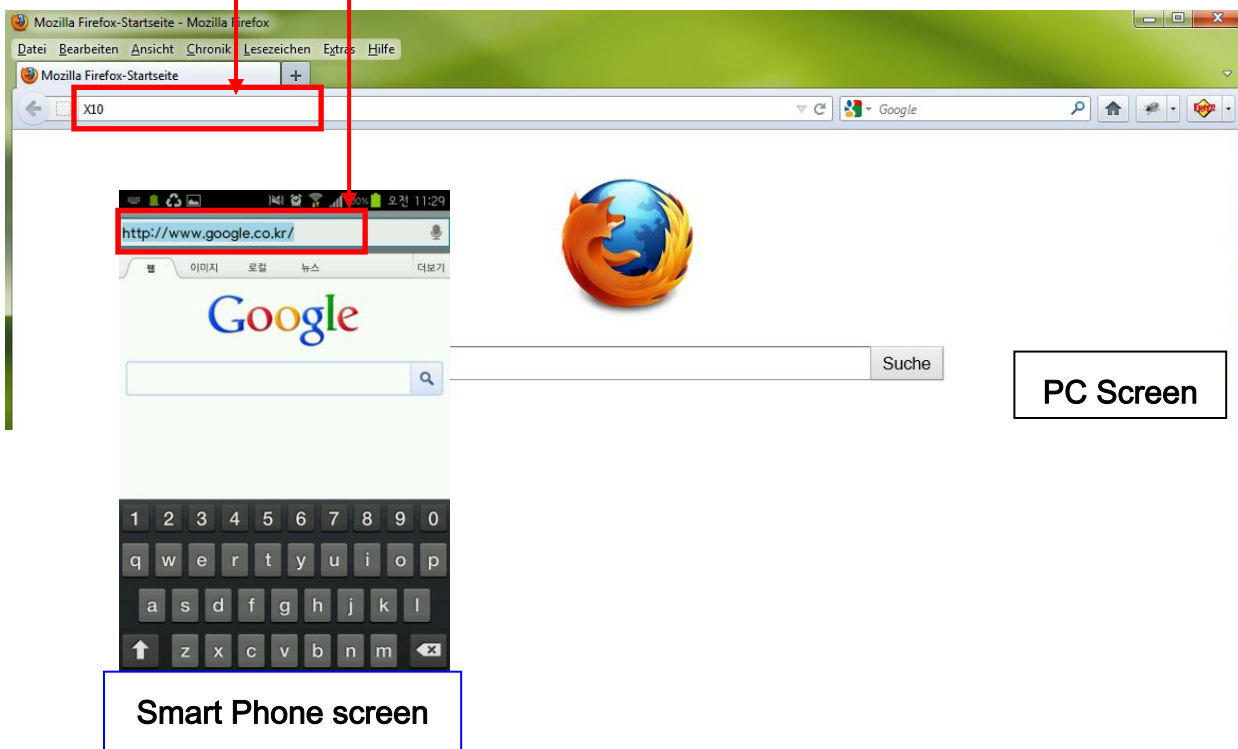 Mozilla Firefox-Startseite - Mozilla Firefox
Datei Bearbeiten Ansicht Chronik Lesezeichen Extras Hilfe
Mozilla Firefox-Startseite
X10
Google
오전 11:29
http://www.google.co.kr/
웹 이미지 로컬 뉴스 더보기
Google
Suche
PC Screen
1 2 3 4 5 6 7 8 9 0
q w e r t y u i o p
a s d f g h j k l
z x c v b n m
Smart Phone screen